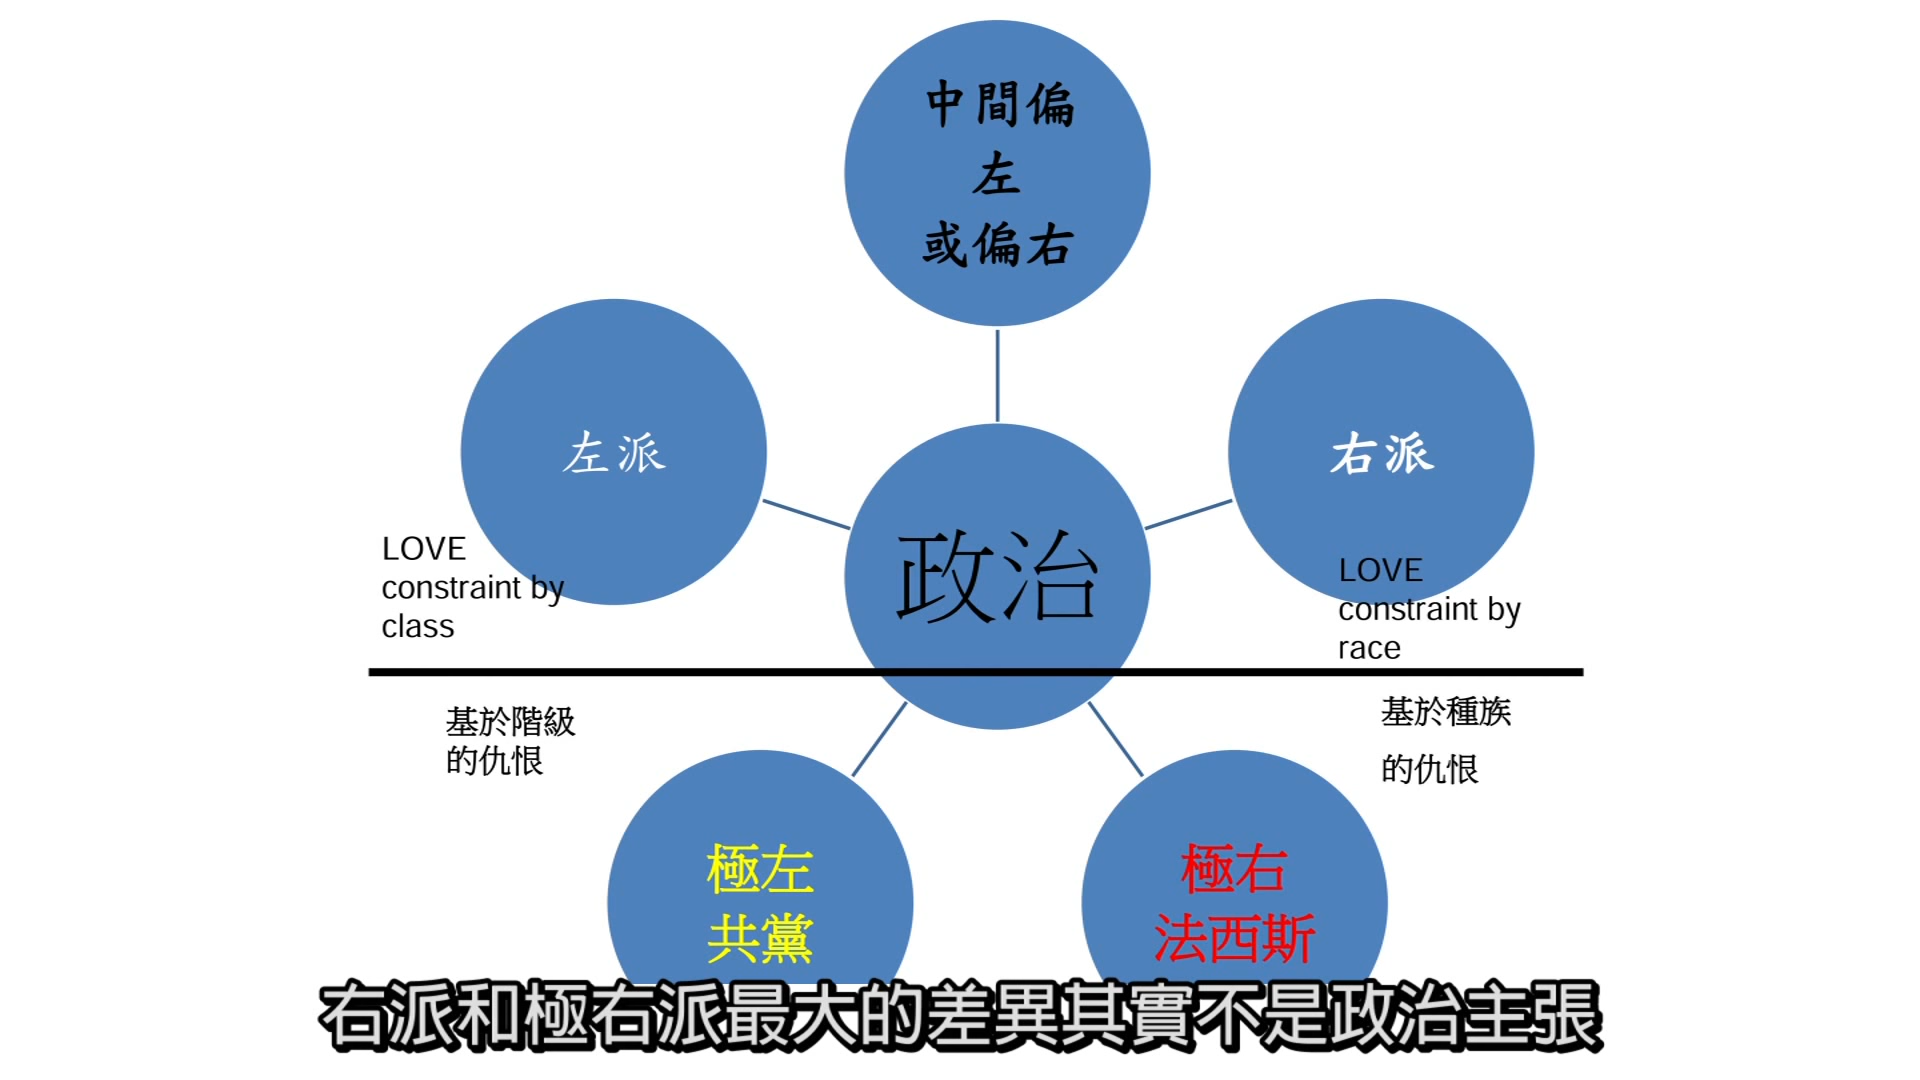 中間偏
左
或偏右
左派
右派
政治
LOVE
constraint by
class
LOVE
constraint by
race
基於階級
的仇恨
基於種族
的仇恨
極左
共黨
極右
法西斯
右派和極右派最大的差異其實不是政治主張